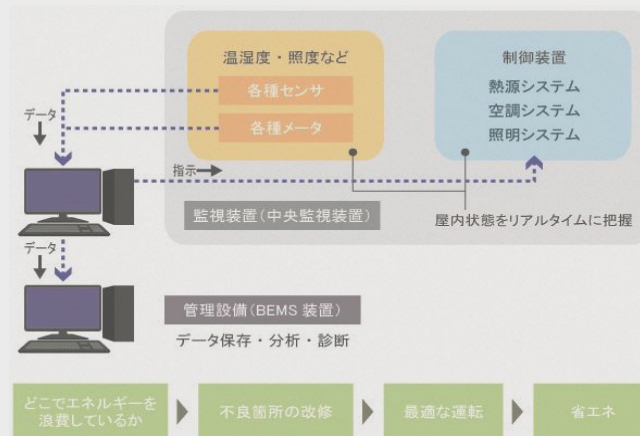 温湿度・照度など
各種センサ
各種メータ
制御装置
熱源システム
空調システム
照明システム
データ
指示
監視装置(中央監視装置)
屋内状態をリアルタイムに把握
データ
管理設備(BEMS 装置)
データ保存・分析・診断
どこでエネルギーを
浪費しているか
不良箇所の改修
最適な運転
省エネ